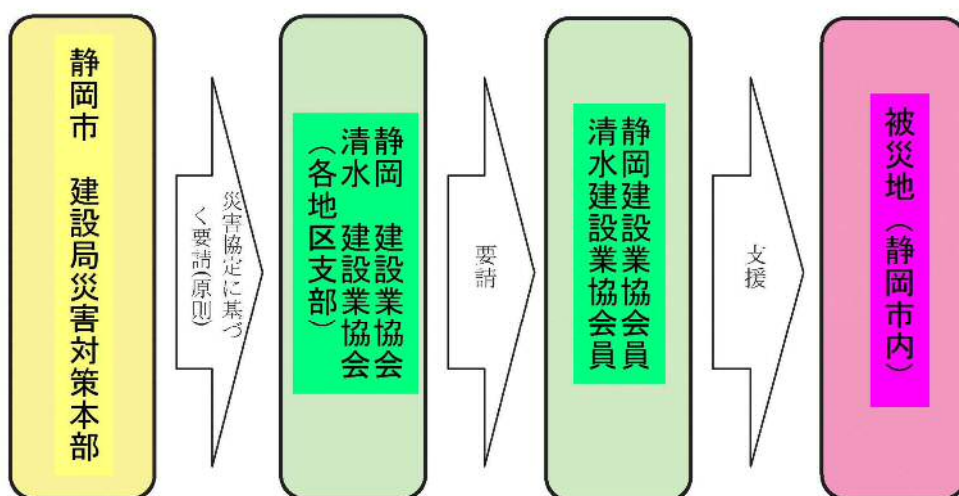 静岡市　建設局災害対策本部
災害協定に基づ
く要請(原則)
静岡　建設業協会
清水　建設業協会
（各地区支部）
要請
静岡建設業協会員
清水建設業協会員
支援
被災地（静岡市内）